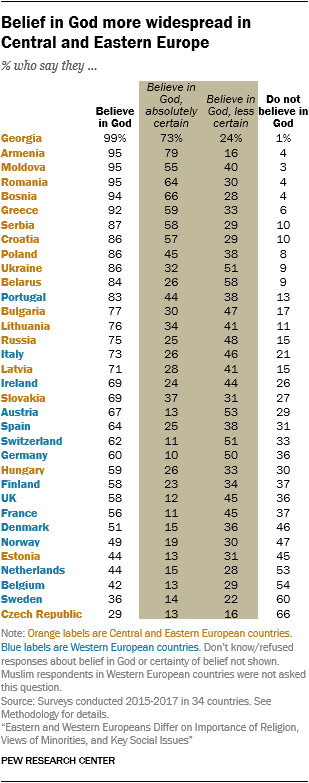 Belief in God more widespread in
Central and Eastern Europe
% who say they ...
Believe in God
Believe in God, absolutely certain
Believe in God, less certain
Do not believe in God
Georgia 99% 73% 24% 1%
Armenia 95 79 16 4
Moldova 95 55 40 3
Romania 95 64 30 4
Bosnia 94 66 28 4
Greece 92 59 33 6
Serbia 87 58 29 10
Croatia 86 57 29 10
Poland 86 45 38 8
Ukraine 86 32 51 9
Belarus 84 26 58 9
Portugal 83 44 38 13
Bulgaria 77 30 47 17
Lithuania 76 34 41 11
Russia 75 25 48 15
Italy 73 26 46 21
Latvia 71 28 41 15
Ireland 69 24 44 26
Slovakia 69 37 31 27
Austria 67 13 53 29
Spain 64 25 38 31
Switzerland 62 11 51 33
Germany 60 10 50 36
Hungary 59 26 33 30
Finland 58 23 34 37
UK 58 12 45 36
France 56 11 45 37
Denmark 51 15 36 46
Norway 49 19 30 47
Estonia 44 13 31 45
Netherlands 44 15 28 53
Belgium 42 13 29 54
Sweden 36 14 22 60
Czech Republic 29 13 16 66
Note: Orange labels are Central and Eastern European countries.
Blue labels are Western European countries. Don't know/refused
responses about belief in God or certainty of belief not shown.
Muslim respondents in Western European countries were not asked
this question.
Source: Surveys conducted 2015-2017 in 34 countries. See
Methodology for details.
"Eastern and Western Europeans Differ on Importance of Religion,
Views of Minorities, and Key Social Issues"
PEW RESEARCH CENTER